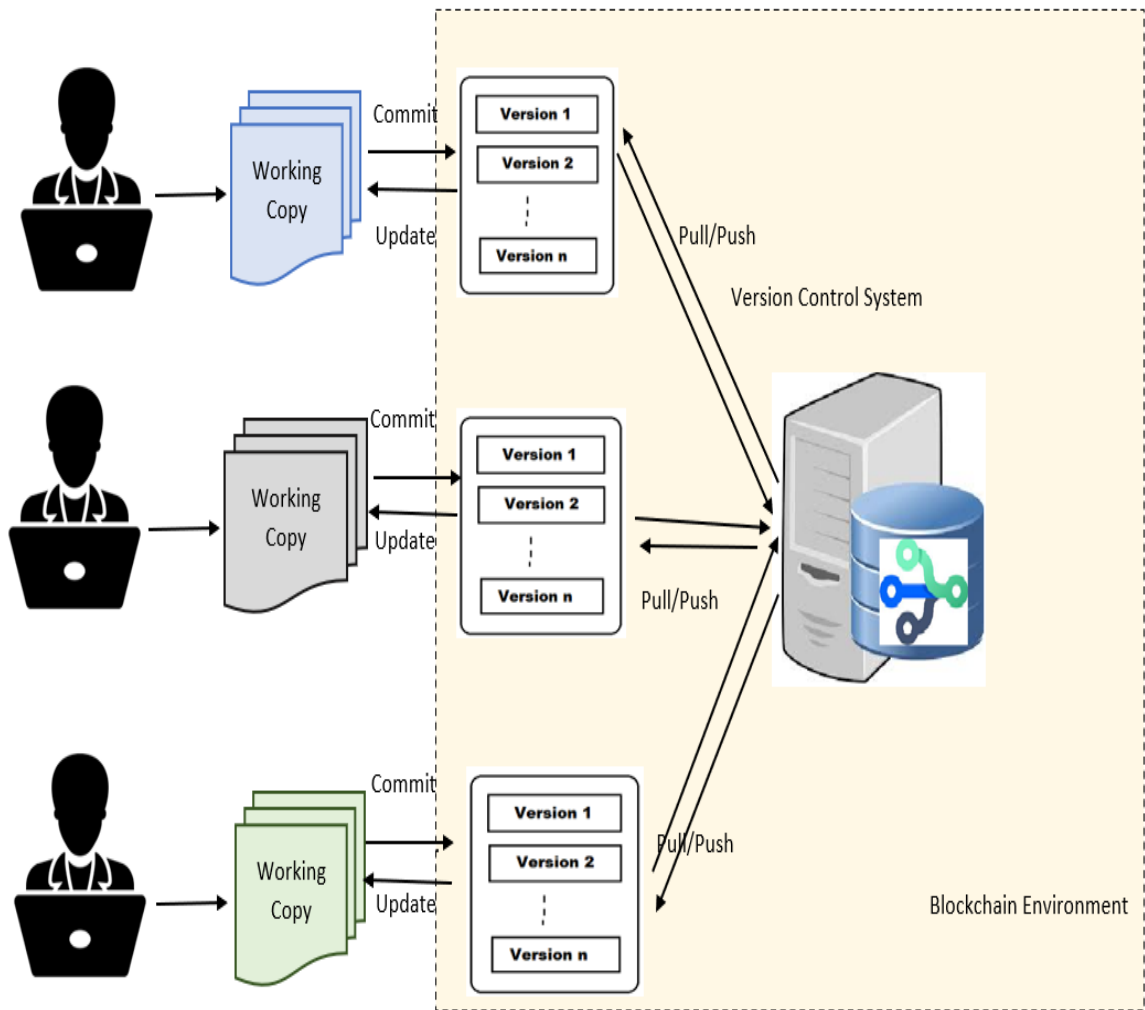 Commit
Working
Copy
Update
Version 1
Version 2
Version n
Pull/Push
Version Control System
Commit
Working
Copy
Update
Version 1
Version 2
Version n
Pull/Push
Commit
Working
Copy
Update
Version 1
Version 2
Version n
Pull/Push
Blockchain Environment